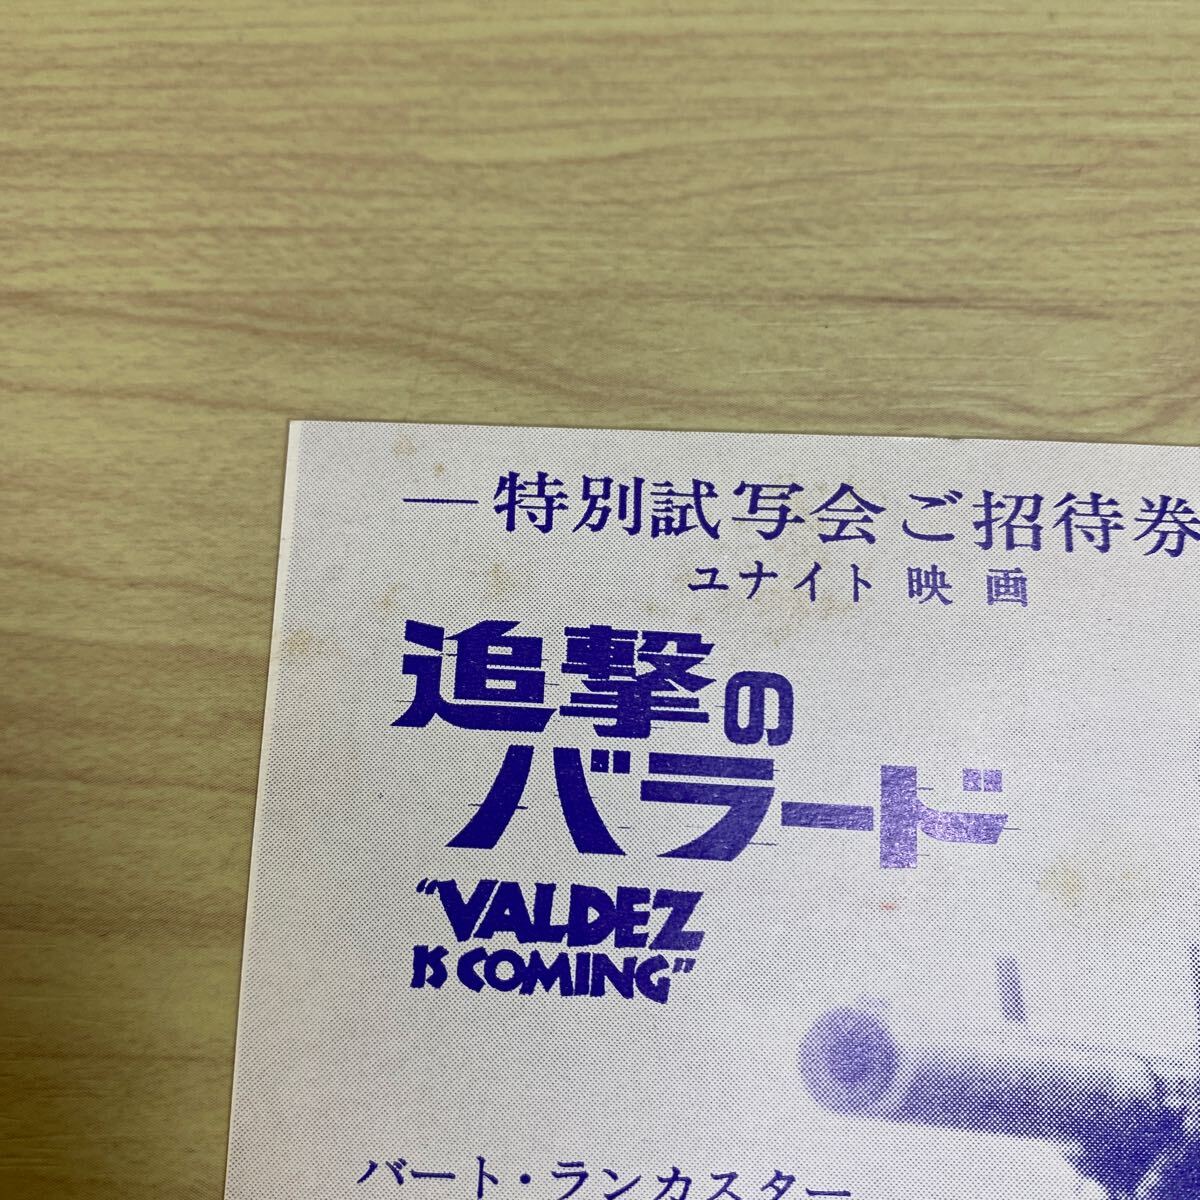 —特別試写会ご招待券
ユナイト映画
追撃の
バラード
“VALDEZ
IS COMING”
バート・ランカスター